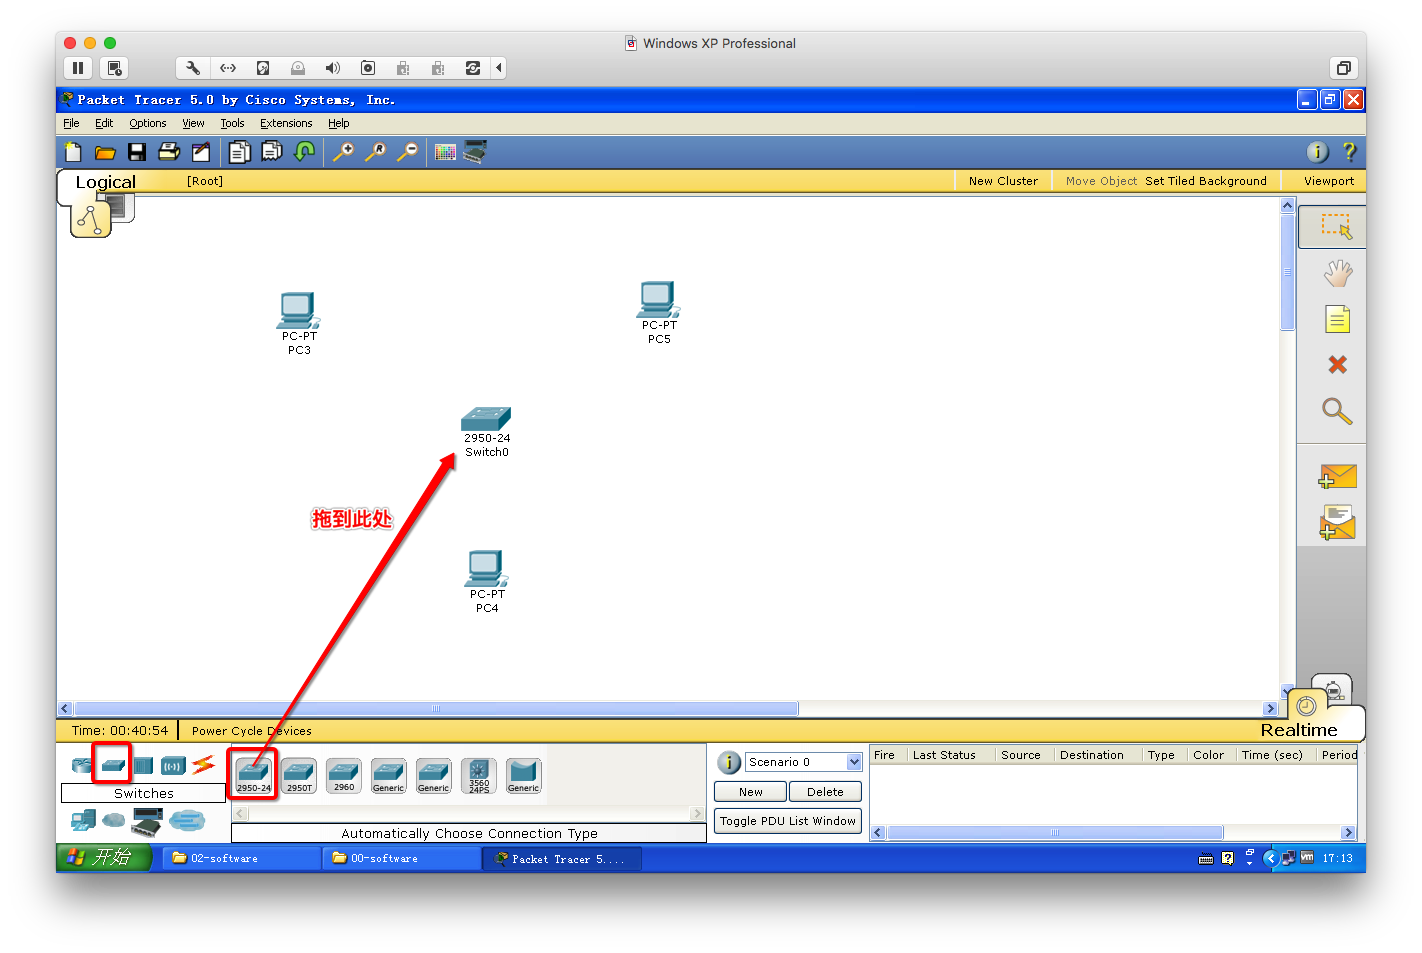 Windows XP Professional
Packet Tracer 5.0 by Cisco Systems, Inc.
File Edit Options View Tools Extensions Help
Logical [Root] New Cluster Move Object Set Tiled Background Viewport
PC-PT
PC3
PC-PT
PC5
2950-24
Switch0
拖到此处
PC-PT
PC4
Time: 00:40:54 Power Cycle Devices
Realtime
Switches
2950-24 2950T 2960 Generic Generic 3560 24PS Generic
Automatically Choose Connection Type
Scenario 0
New Delete
Toggle PDU List Window
Fire Last Status Source Destination Type Color Time (sec) Period
开始 02-software 00-software Packet Tracer 5.... 17:13